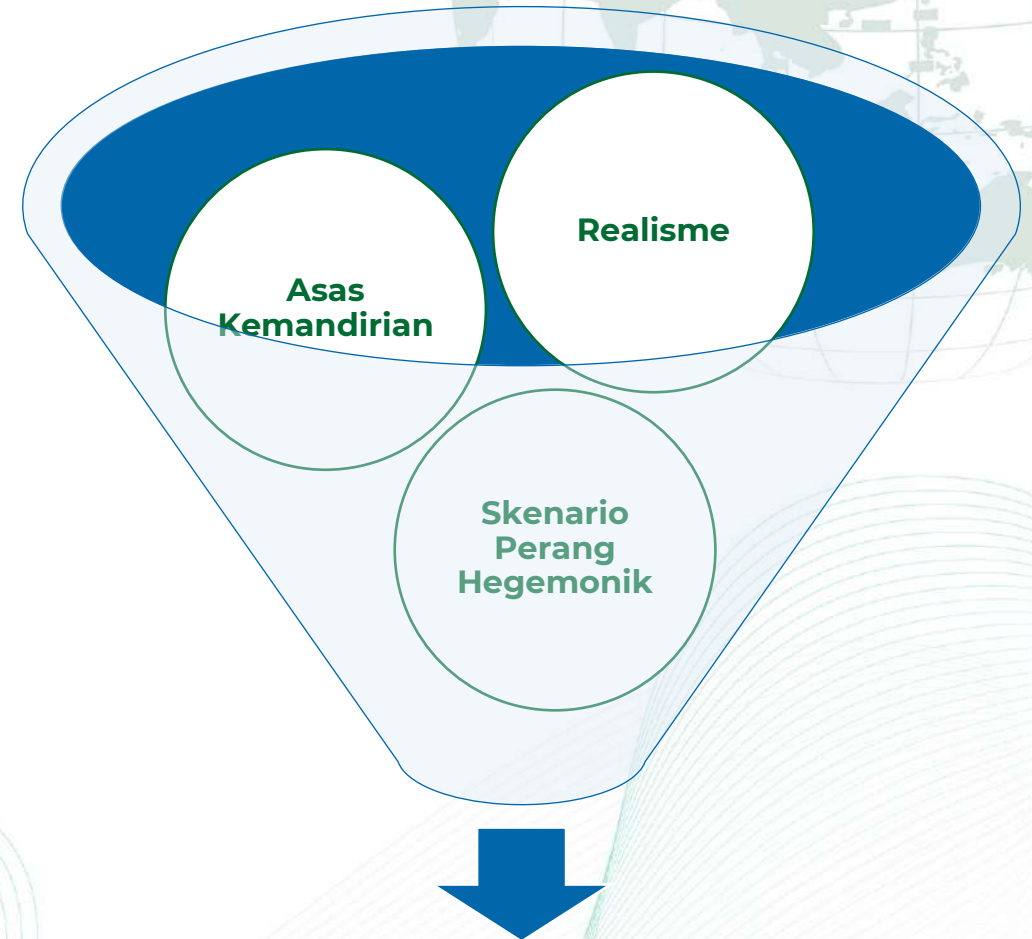 Realisme
Asas
Kemandirian
Skenario
Perang
Hegemonik